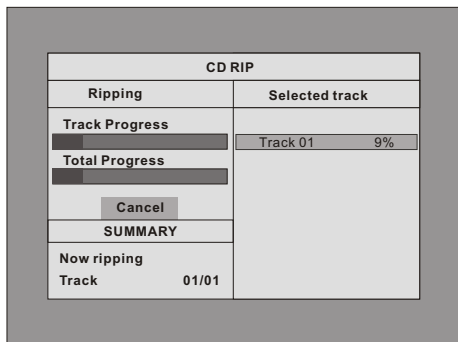 CD RIP
Ripping
Selected track
Track Progress
Track 01 9%
Total Progress
Cancel
SUMMARY
Now ripping
Track 01/01